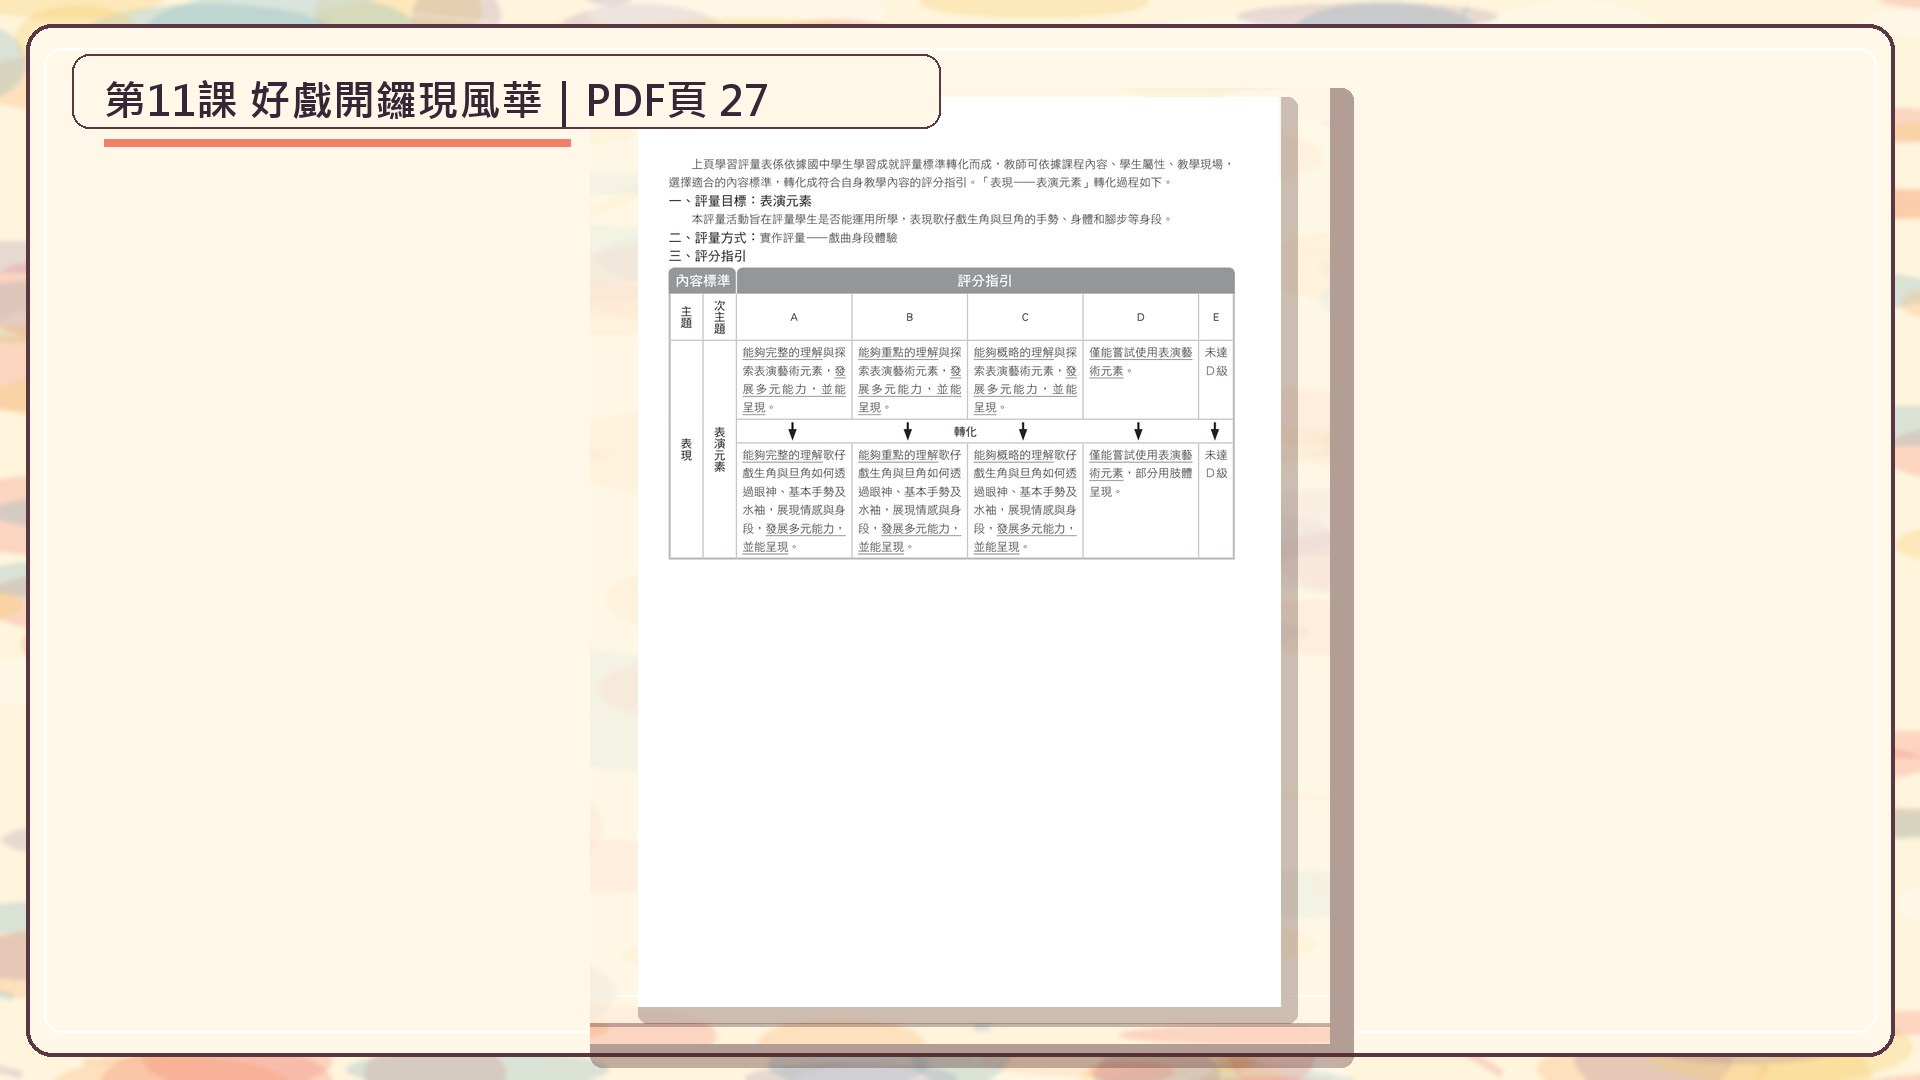 第11課 好戲開鑼現風華 | PDF頁 27
上頁學習評量表係依據國中學生學習成就評量標準轉化而成，教師可依據課程內容、學生屬性、教學現場，
選擇適合的內容標準，轉化成符合自身教學內容的評分指引。「表現——表演元素」轉化過程如下。
一、評量目標：表演元素
本評量活動旨在評量學生是否能運用所學，表現歌仔戲生角與旦角的手勢、身體和腳步等身段。
二、評量方式：實作評量——戲曲身段體驗
三、評分指引
內容標準 評分指引
主題 次主題 A B C D E
表現
表演元素
能夠完整的理解與探
索表演藝術元素，發
展多元能力，並能
呈現。
能夠重點的理解與探
索表演藝術元素，發
展多元能力，並能
呈現。
能夠概略的理解與探
索表演藝術元素，發
展多元能力，並能
呈現。
僅能嘗試使用表演藝
術元素。
未達
D級
轉化
能夠完整的理解歌仔
戲生角與旦角如何透
過眼神、基本手勢及
水袖，展現情感與身
段，發展多元能力，
並能呈現。
能夠重點的理解歌仔
戲生角與旦角如何透
過眼神、基本手勢及
水袖，展現情感與身
段，發展多元能力，
並能呈現。
能夠概略的理解歌仔
戲生角與旦角如何透
過眼神、基本手勢及
水袖，展現情感與身
段，發展多元能力，
並能呈現。
僅能嘗試使用表演藝
術元素，部分用肢體
呈現。
未達
D級